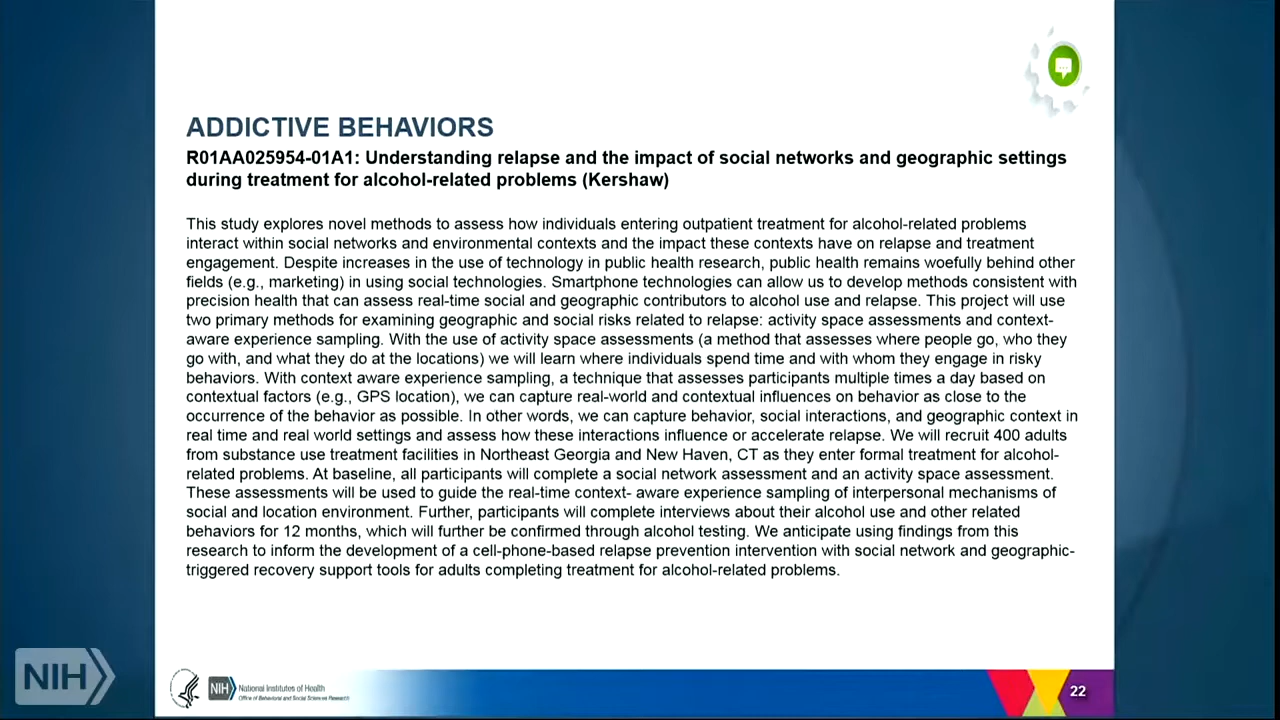 ADDICTIVE BEHAVIORS
R01AA025954-01A1: Understanding relapse and the impact of social networks and geographic settings
during treatment for alcohol-related problems (Kershaw)
This study explores novel methods to assess how individuals entering outpatient treatment for alcohol-related problems
interact within social networks and environmental contexts and the impact these contexts have on relapse and treatment
engagement. Despite increases in the use of technology in public health research, public health remains woefully behind other
fields (e.g., marketing) in using social technologies. Smartphone technologies can allow us to develop methods consistent with
precision health that can assess real-time social and geographic contributors to alcohol use and relapse. This project will use
two primary methods for examining geographic and social risks related to relapse: activity space assessments and context-
aware experience sampling. With the use of activity space assessments (a method that assesses where people go, who they
go with, and what they do at the locations) we will learn where individuals spend time and with whom they engage in risky
behaviors. With context aware experience sampling, a technique that assesses participants multiple times a day based on
contextual factors (e.g., GPS location), we can capture real-world and contextual influences on behavior as close to the
occurrence of the behavior as possible. In other words, we can capture behavior, social interactions, and geographic context in
real time and real world settings and assess how these interactions influence or accelerate relapse. We will recruit 400 adults
from substance use treatment facilities in Northeast Georgia and New Haven, CT as they enter formal treatment for alcohol-
related problems. At baseline, all participants will complete a social network assessment and an activity space assessment.
These assessments will be used to guide the real-time context- aware experience sampling of interpersonal mechanisms of
social and location environment. Further, participants will complete interviews about their alcohol use and other related
behaviors for 12 months, which will further be confirmed through alcohol testing. We anticipate using findings from this
research to inform the development of a cell-phone-based relapse prevention intervention with social network and geographic-
triggered recovery support tools for adults completing treatment for alcohol-related problems.
NIH
NIH
National Institutes of Health
Office of Behavioral and Social Sciences Research
22